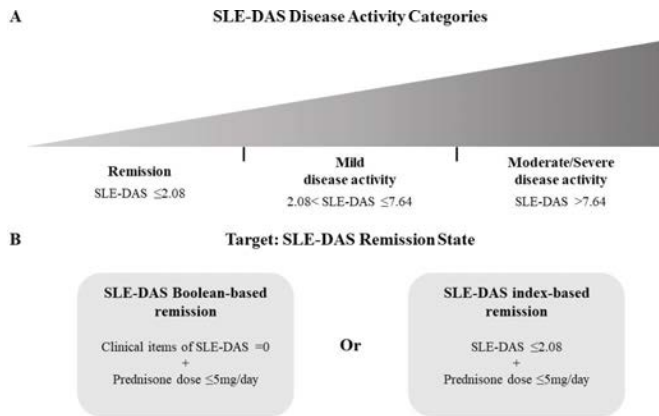 A SLE-DAS Disease Activity Categories
Remission
SLE-DAS ≤2.08
Mild
disease activity
2.08< SLE-DAS ≤7.64
Moderate/Severe
disease activity
SLE-DAS >7.64
B Target: SLE-DAS Remission State
SLE-DAS Boolean-based
remission
Clinical items of SLE-DAS =0
+
Prednisone dose ≤5mg/day
Or
SLE-DAS index-based
remission
SLE-DAS ≤2.08
+
Prednisone dose ≤5mg/day